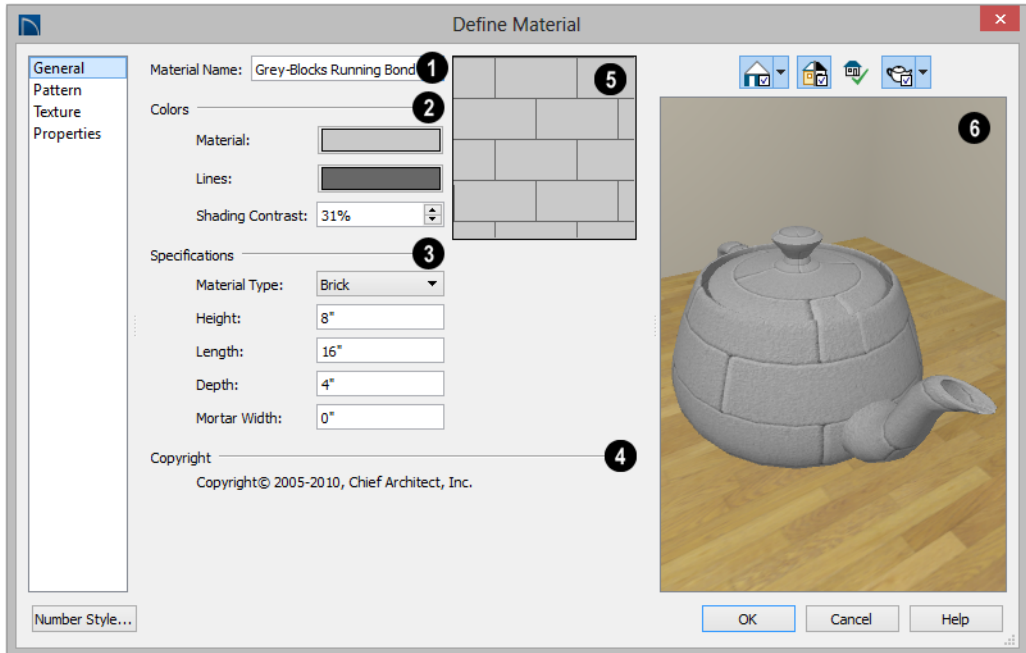 Define Material
General
Pattern
Texture
Properties
Material Name: Grey-Blocks Running Bond 1
Colors 2
Material:
Lines:
Shading Contrast: 31%
Specifications 3
Material Type: Brick
Height: 8"
Length: 16"
Depth: 4"
Mortar Width: 0"
Copyright 4
Copyright© 2005-2010, Chief Architect, Inc.
5
6
Number Style...
OK Cancel Help